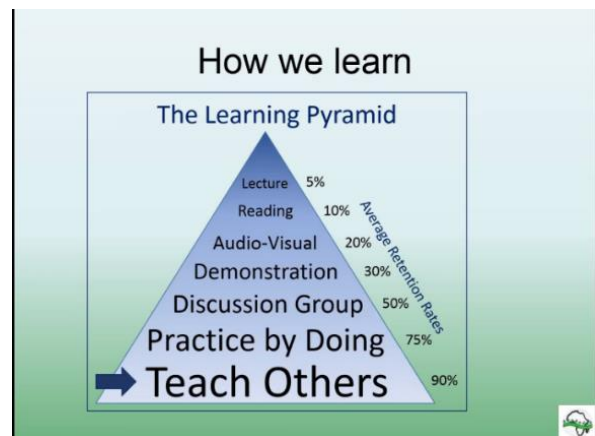 How we learn
The Learning Pyramid
Lecture 5%
Reading 10%
Audio-Visual 20%
Demonstration 30%
Discussion Group 50%
Practice by Doing 75%
Teach Others 90%
Average Retention Rates